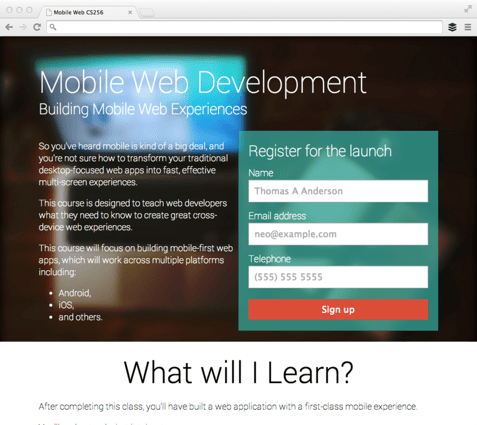 Mobile Web CS256
Mobile Web Development
Building Mobile Web Experiences
So you've heard mobile is kind of a big deal, and
you're not sure how to transform your traditional
desktop-focused web apps into fast, effective
multi-screen experiences.
This course is designed to teach web developers
what they need to know to create great cross-
device web experiences.
This course will focus on building mobile-first web
apps, which will work across multiple platforms
including:
• Android,
• iOS,
• and others.
Register for the launch
Name
Thomas A Anderson
Email address
neo@example.com
Telephone
(555) 555 5555
Sign up
What will I Learn?
After completing this class, you'll have built a web application with a first-class mobile experience.